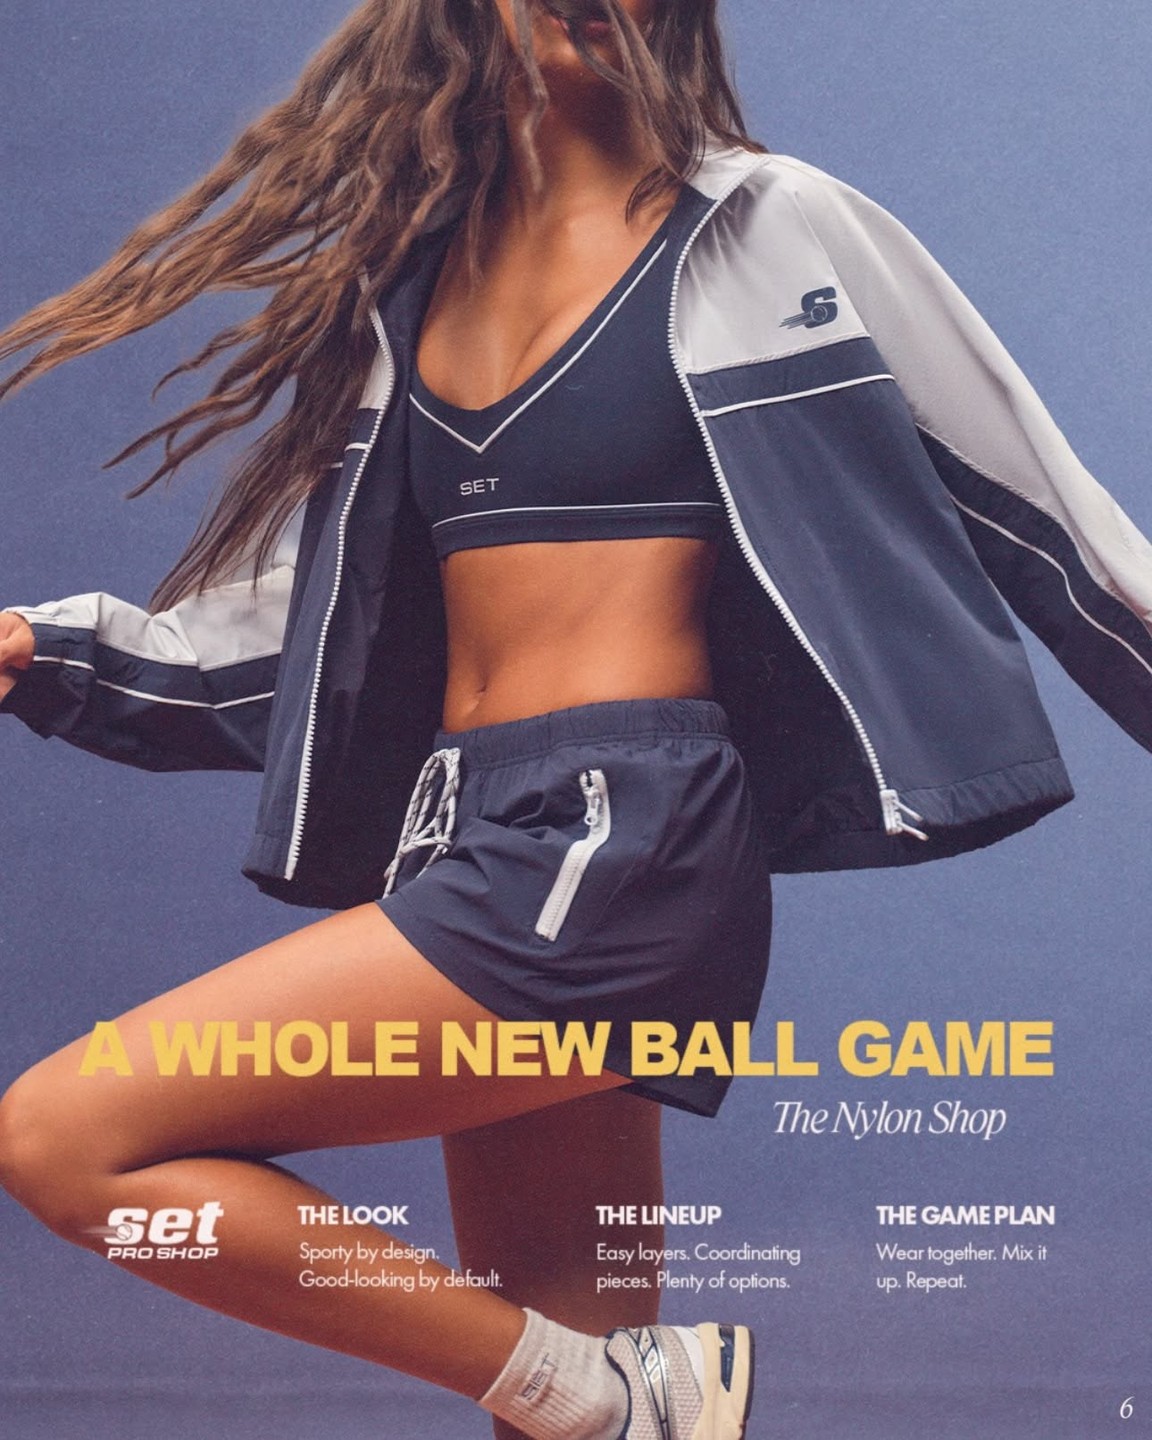 S
SET
A WHOLE NEW BALL GAME
The Nylon Shop
set
PRO SHOP
THE LOOK
Sporty by design.
Good-looking by default.
THE LINEUP
Easy layers. Coordinating
pieces. Plenty of options.
THE GAME PLAN
Wear together. Mix it
up. Repeat.
SET
6